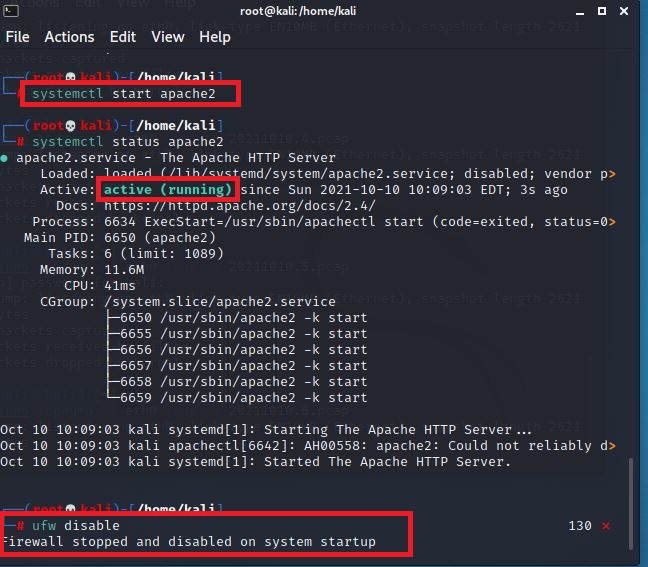 root@kali:/home/kali
File Actions Edit View Help
(root💀kali)-[/home/kali]
# systemctl start apache2
(root💀kali)-[/home/kali]
# systemctl status apache2
● apache2.service - The Apache HTTP Server
Loaded: loaded (/lib/systemd/system/apache2.service; disabled; vendor p>
Active: active (running) since Sun 2021-10-10 10:09:03 EDT; 3s ago
Docs: https://httpd.apache.org/docs/2.4/
Process: 6634 ExecStart=/usr/sbin/apachectl start (code=exited, status=0>
Main PID: 6650 (apache2)
Tasks: 6 (limit: 1089)
Memory: 11.6M
CPU: 41ms
CGroup: /system.slice/apache2.service
├─6650 /usr/sbin/apache2 -k start
├─6655 /usr/sbin/apache2 -k start
├─6656 /usr/sbin/apache2 -k start
├─6657 /usr/sbin/apache2 -k start
├─6658 /usr/sbin/apache2 -k start
└─6659 /usr/sbin/apache2 -k start
Oct 10 10:09:03 kali systemd[1]: Starting The Apache HTTP Server...
Oct 10 10:09:03 kali apachectl[6642]: AH00558: apache2: Could not reliably d>
Oct 10 10:09:03 kali systemd[1]: Started The Apache HTTP Server.
(root💀kali)-[/home/kali]
# ufw disable 130 ⨯
Firewall stopped and disabled on system startup